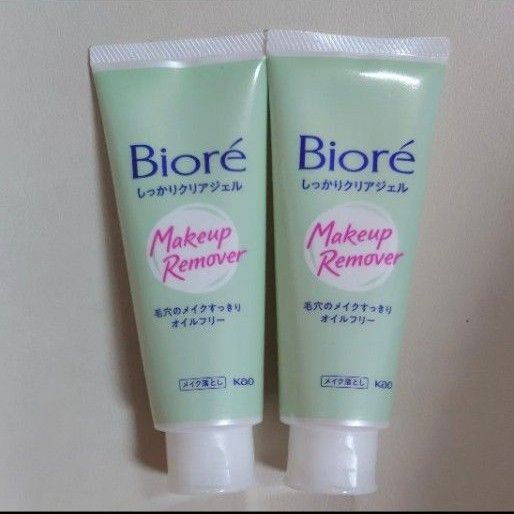 Bioré
しっかりクリアジェル
Makeup
Remover
毛穴のメイクすっきり
オイルフリー
メイク落とし Kao
Bioré
しっかりクリアジェル
Makeup
Remover
毛穴のメイクすっきり
オイルフリー
メイク落とし Kao